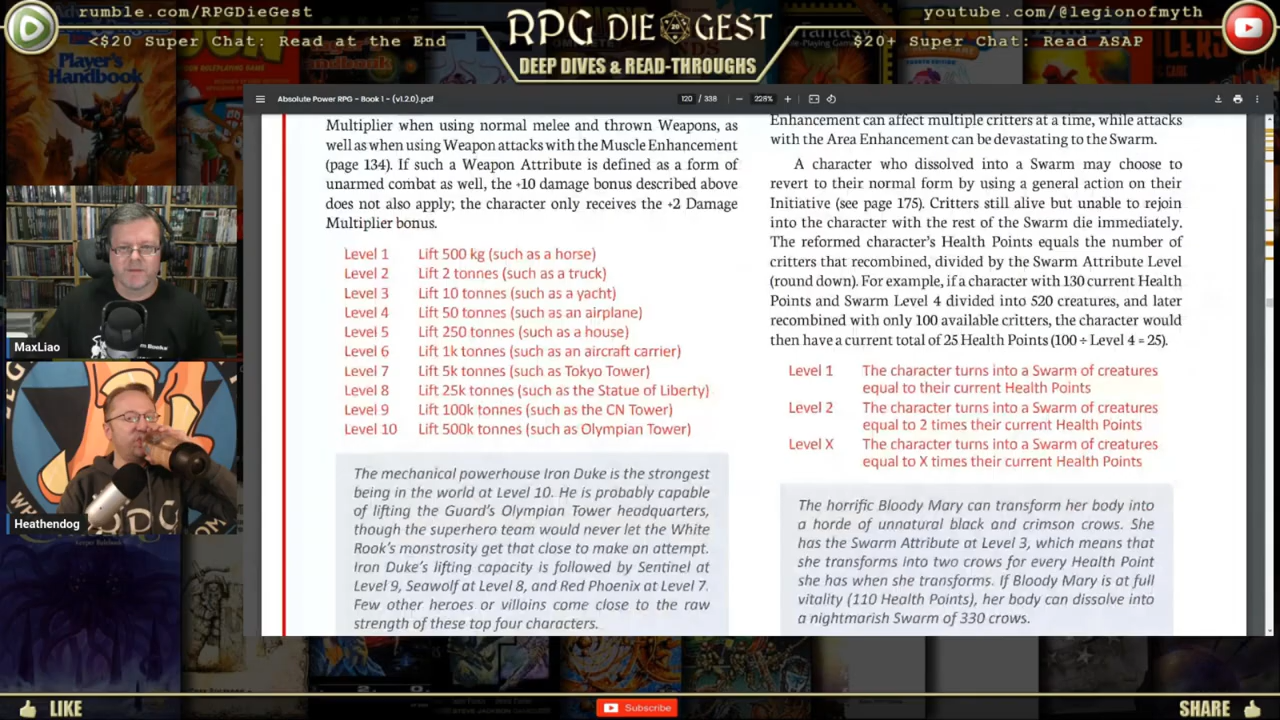 rumble.com/RPGDieGest
<$20 Super Chat: Read at the End
RPG DIE GEST
DEEP DIVES & READ-THROUGHS
youtube.com/@legionofmyth
$20+ Super Chat: Read ASAP
Player's
Handbook
Absolute Power RPG - Book 1 - (v1.2.0).pdf
120 / 338
228%
Multiplier when using normal melee and thrown Weapons, as
well as when using Weapon attacks with the Muscle Enhancement
(page 134). If such a Weapon Attribute is defined as a form of
unarmed combat as well, the +10 damage bonus described above
does not also apply; the character only receives the +2 Damage
Multiplier bonus.
Level 1 Lift 500 kg (such as a horse)
Level 2 Lift 2 tonnes (such as a truck)
Level 3 Lift 10 tonnes (such as a yacht)
Level 4 Lift 50 tonnes (such as an airplane)
Level 5 Lift 250 tonnes (such as a house)
Level 6 Lift 1k tonnes (such as an aircraft carrier)
Level 7 Lift 5k tonnes (such as Tokyo Tower)
Level 8 Lift 25k tonnes (such as the Statue of Liberty)
Level 9 Lift 100k tonnes (such as the CN Tower)
Level 10 Lift 500k tonnes (such as Olympian Tower)
The mechanical powerhouse Iron Duke is the strongest
being in the world at Level 10. He is probably capable
of lifting the Guard's Olympian Tower headquarters,
though the superhero team would never let the White
Rook's monstrosity get that close to make an attempt.
Iron Duke's lifting capacity is followed by Sentinel at
Level 9, Seawolf at Level 8, and Red Phoenix at Level 7.
Few other heroes or villains come close to the raw
strength of these top four characters.
Enhancement can affect multiple critters at a time, while attacks
with the Area Enhancement can be devastating to the Swarm.
A character who dissolved into a Swarm may choose to
revert to their normal form by using a general action on their
Initiative (see page 175). Critters still alive but unable to rejoin
into the character with the rest of the Swarm die immediately.
The reformed character's Health Points equals the number of
critters that recombined, divided by the Swarm Attribute Level
(round down). For example, if a character with 130 current Health
Points and Swarm Level 4 divided into 520 creatures, and later
recombined with only 100 available critters, the character would
then have a current total of 25 Health Points (100 ÷ Level 4 = 25).
Level 1 The character turns into a Swarm of creatures
equal to their current Health Points
Level 2 The character turns into a Swarm of creatures
equal to 2 times their current Health Points
Level X The character turns into a Swarm of creatures
equal to X times their current Health Points
The horrific Bloody Mary can transform her body into
a horde of unnatural black and crimson crows. She
has the Swarm Attribute at Level 3, which means that
she transforms into two crows for every Health Point
she has when she transforms. If Bloody Mary is at full
vitality (110 Health Points), her body can dissolve into
a nightmarish Swarm of 330 crows.
MaxLiao
Heathendog
LIKE
Subscribe
SHARE